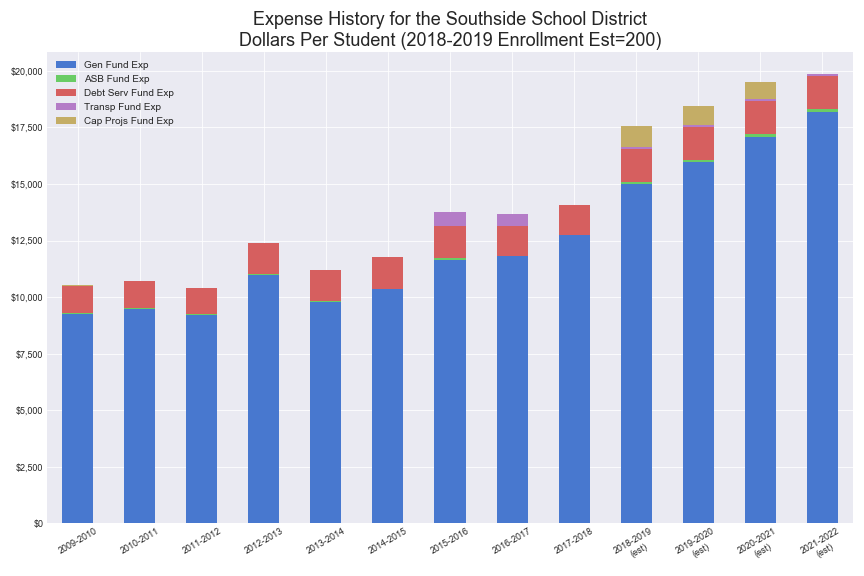 Expense History for the Southside School District
Dollars Per Student (2018-2019 Enrollment Est=200)
Gen Fund Exp
ASB Fund Exp
Debt Serv Fund Exp
Transp Fund Exp
Cap Projs Fund Exp
$20,000
$17,500
$15,000
$12,500
$10,000
$7,500
$5,000
$2,500
$0
2009-2010
2010-2011
2011-2012
2012-2013
2013-2014
2014-2015
2015-2016
2016-2017
2017-2018
2018-2019
(est)
2019-2020
(est)
2020-2021
(est)
2021-2022
(est)